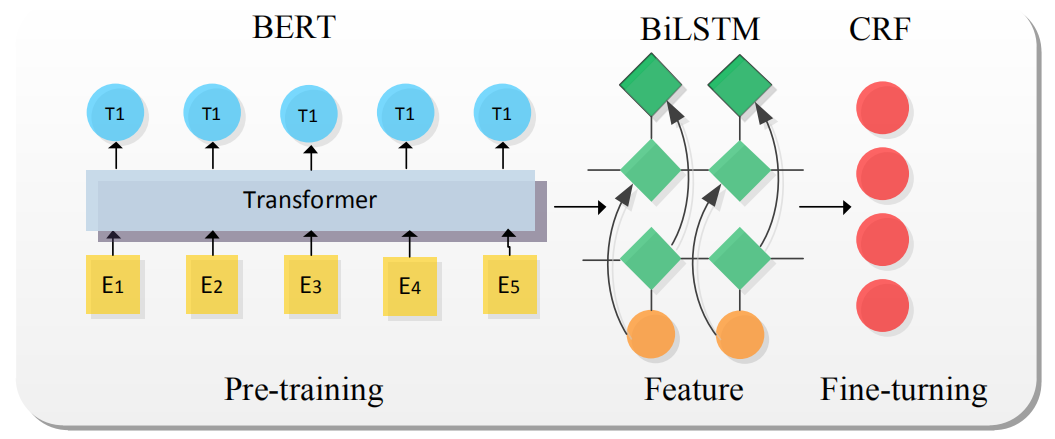 BERT
BiLSTM
CRF
T1
T1
T1
T1
T1
Transformer
E1
E2
E3
E4
E5
Pre-training
Feature
Fine-turning